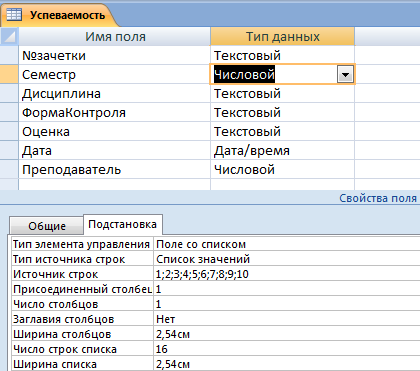 Успеваемость
Имя поля Тип данных
№зачетки Текстовый
Семестр Числовой
Дисциплина Текстовый
ФормаКонтроля Текстовый
Оценка Текстовый
Дата Дата/время
Преподаватель Числовой
Свойства поля
Общие Подстановка
Тип элемента управления Поле со списком
Тип источника строк Список значений
Источник строк 1;2;3;4;5;6;7;8;9;10
Присоединенный столбец 1
Число столбцов 1
Заглавия столбцов Нет
Ширина столбцов 2,54см
Число строк списка 16
Ширина списка 2,54см